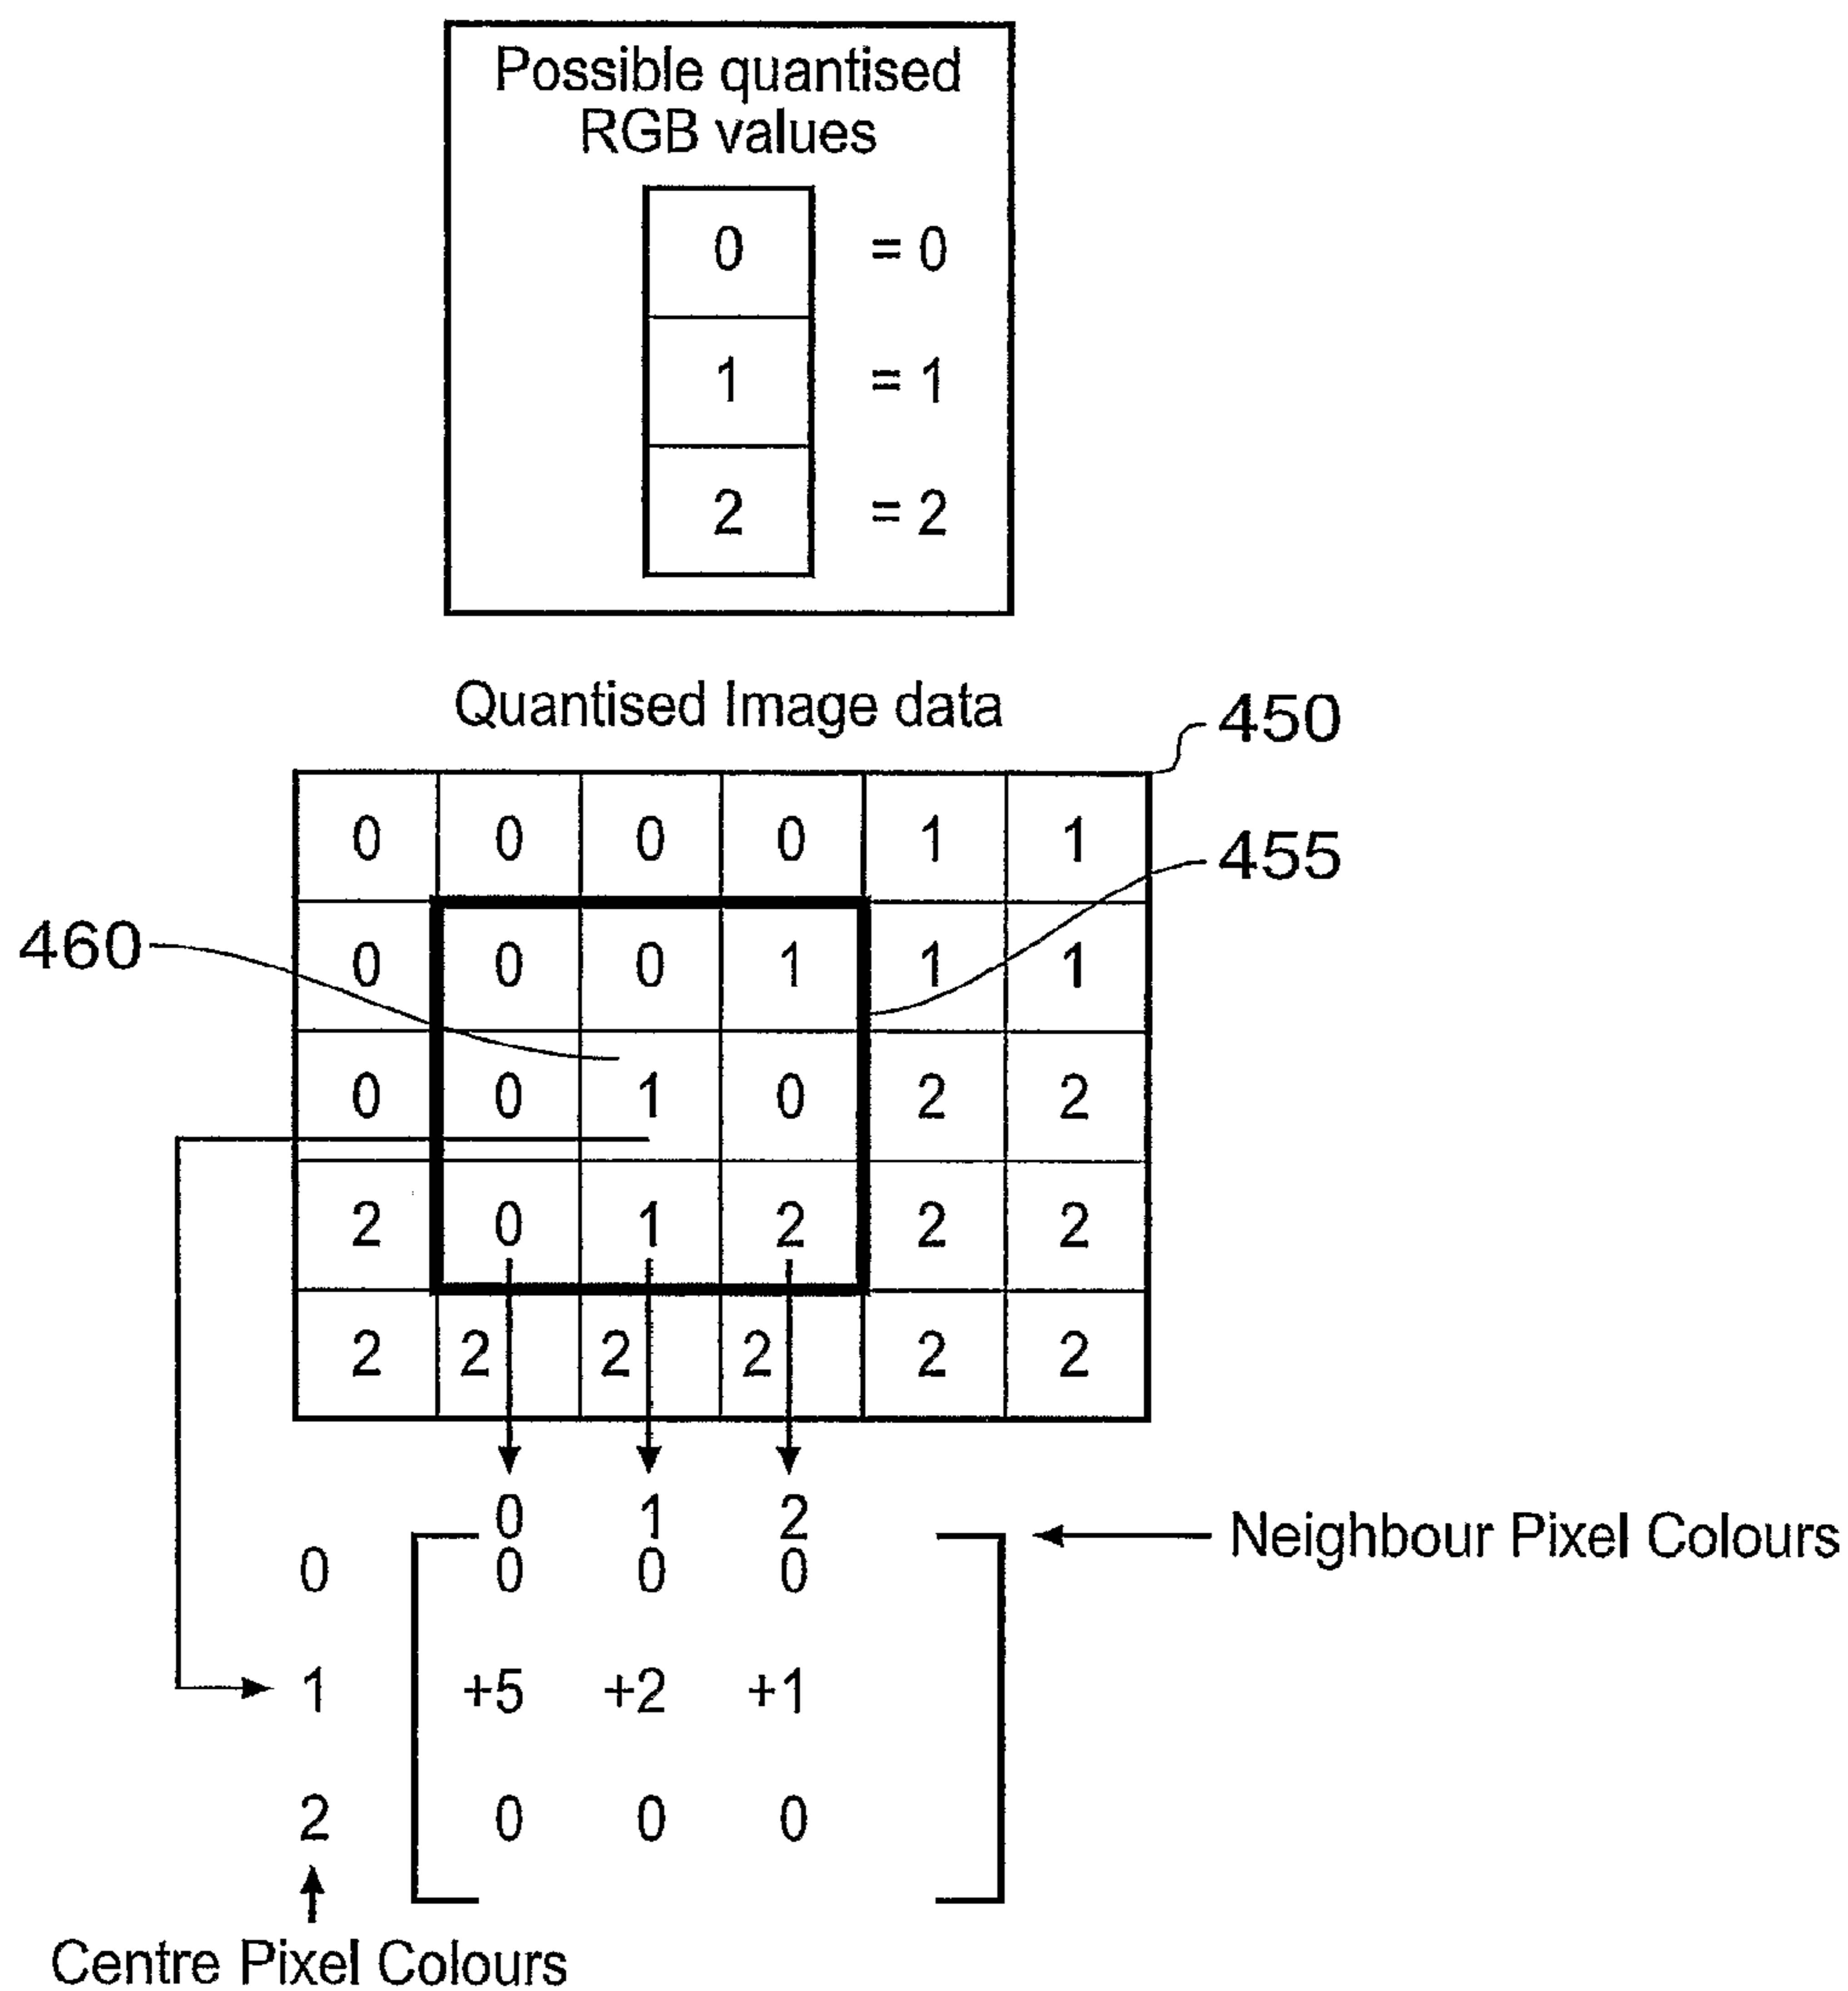 Possible quantised
RGB values
0 = 0
1 = 1
2 = 2
Quantised Image data
450
0 0 0 0 1 1
455
460
0 0 0 1 1 1
0 0 1 0 2 2
2 0 1 2 2 2
2 2 2 2 2 2
0 1 2
Neighbour Pixel Colours
0 0 0 0
1 +5 +2 +1
2 0 0 0
Centre Pixel Colours